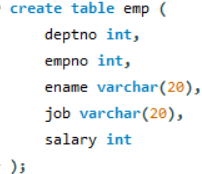 create table emp (
deptno int,
empno int,
ename varchar(20),
job varchar(20),
salary int
);